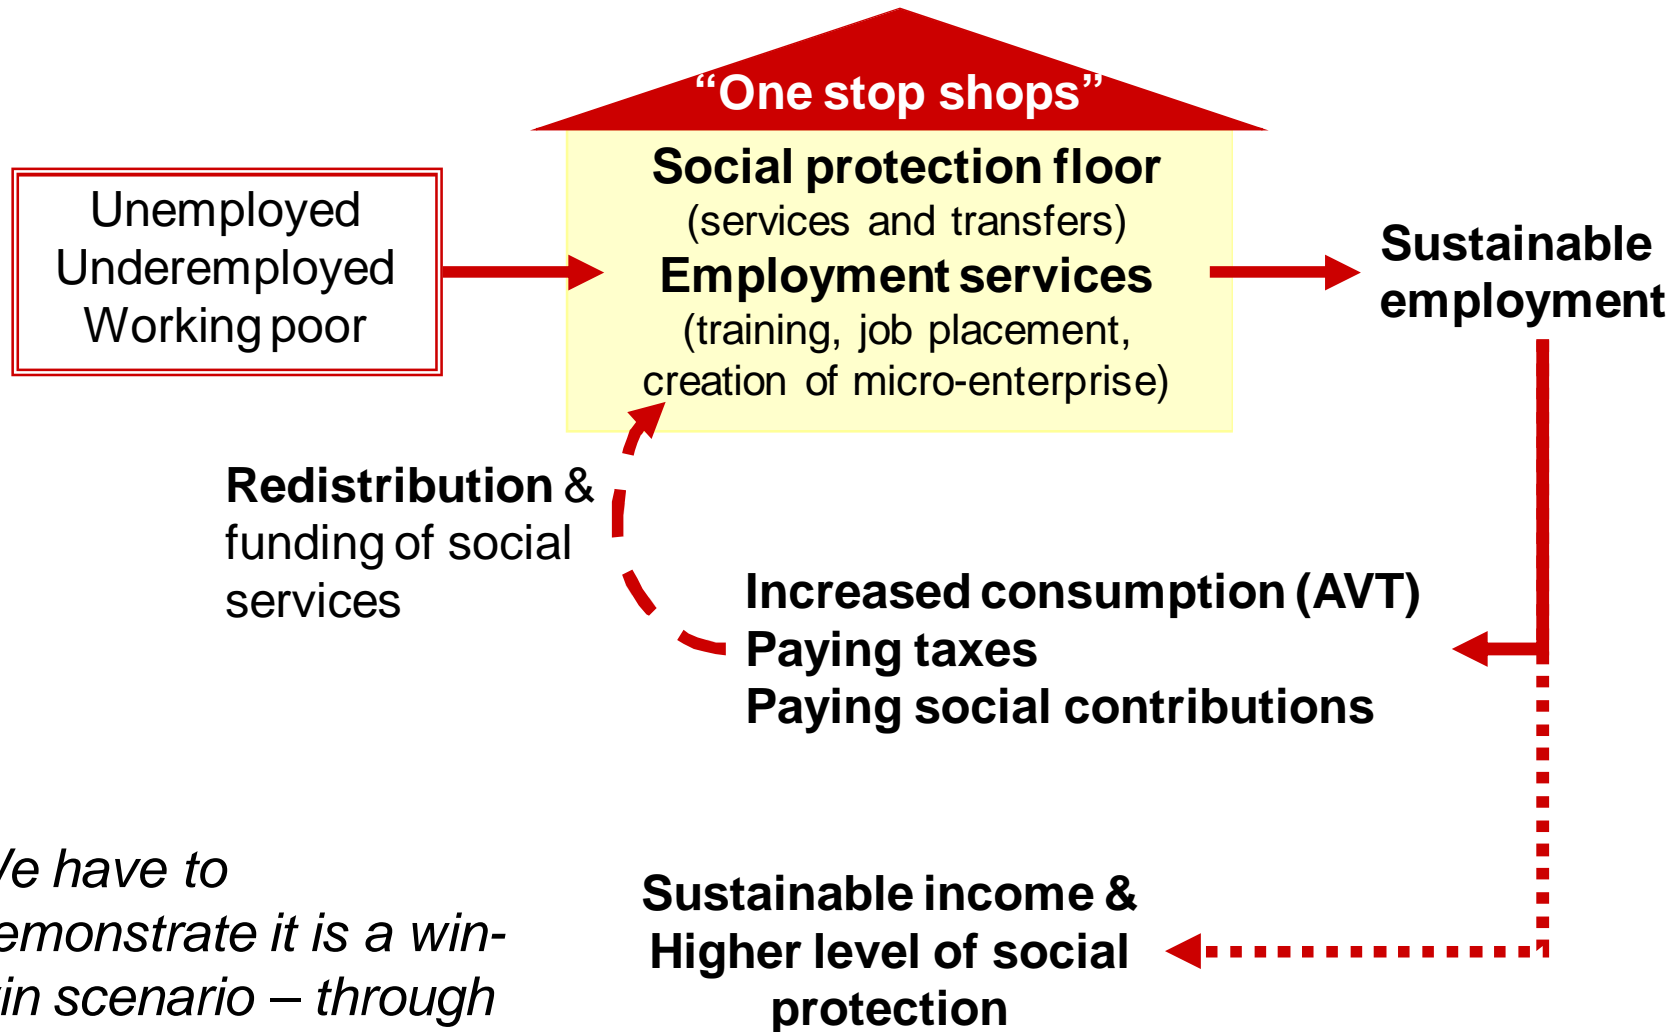 “One stop shops”
Social protection floor
(services and transfers)
Employment services
(training, job placement,
creation of micro-enterprise)
Unemployed
Underemployed
Working poor
Sustainable
employment
Redistribution &
funding of social
services
Increased consumption (AVT)
Paying taxes
Paying social contributions
have to
it is a win-
scenario – through
Sustainable income &
Higher level of social
protection